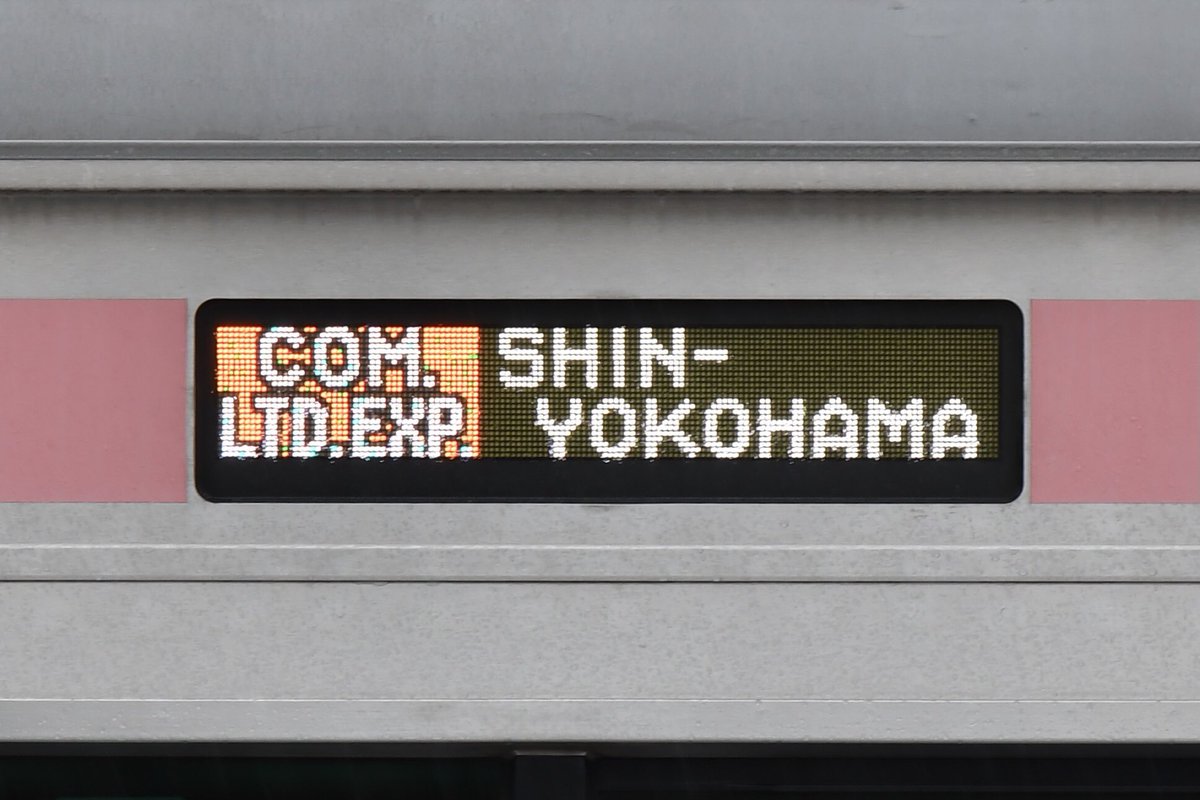 COM.
LTD.EXP.
SHIN-
YOKOHAMA